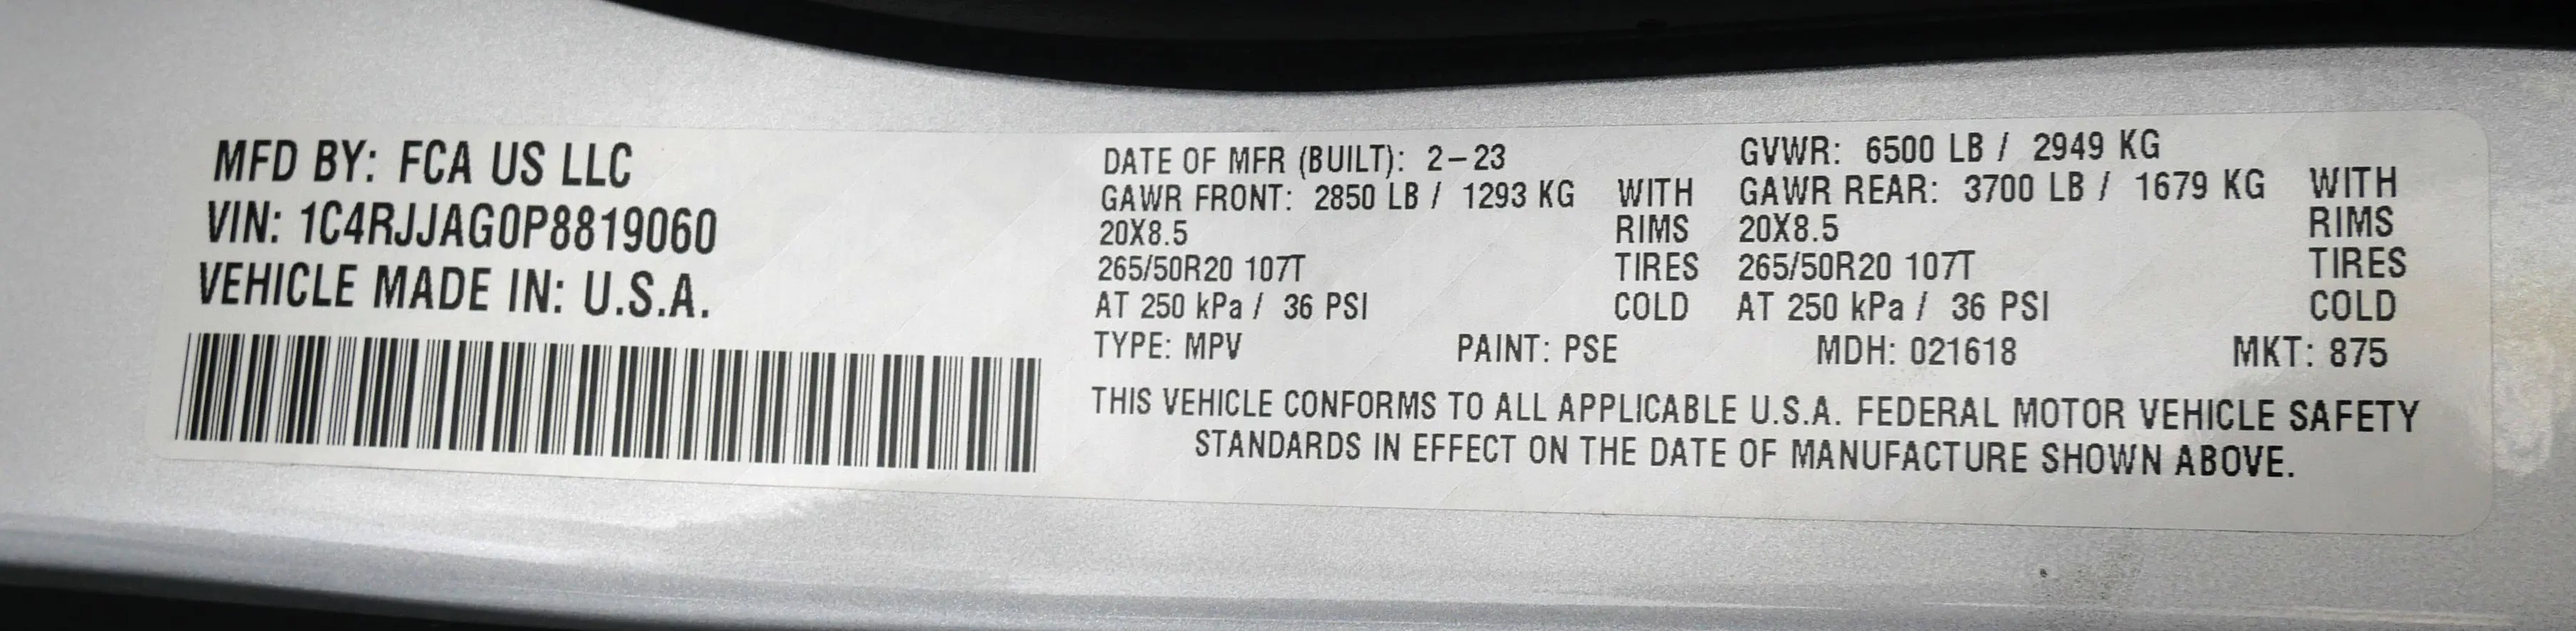 MFD BY: FCA US LLC
VIN: 1C4RJJAG0P8819060
VEHICLE MADE IN: U.S.A.
DATE OF MFR (BUILT): 2-23
GAWR FRONT: 2850 LB / 1293 KG WITH
20X8.5 RIMS
265/50R20 107T TIRES
AT 250 kPa / 36 PSI COLD
GVWR: 6500 LB / 2949 KG
GAWR REAR: 3700 LB / 1679 KG WITH
20X8.5 RIMS
265/50R20 107T TIRES
AT 250 kPa / 36 PSI COLD
TYPE: MPV PAINT: PSE MDH: 021618 MKT: 875
THIS VEHICLE CONFORMS TO ALL APPLICABLE U.S.A. FEDERAL MOTOR VEHICLE SAFETY
STANDARDS IN EFFECT ON THE DATE OF MANUFACTURE SHOWN ABOVE.